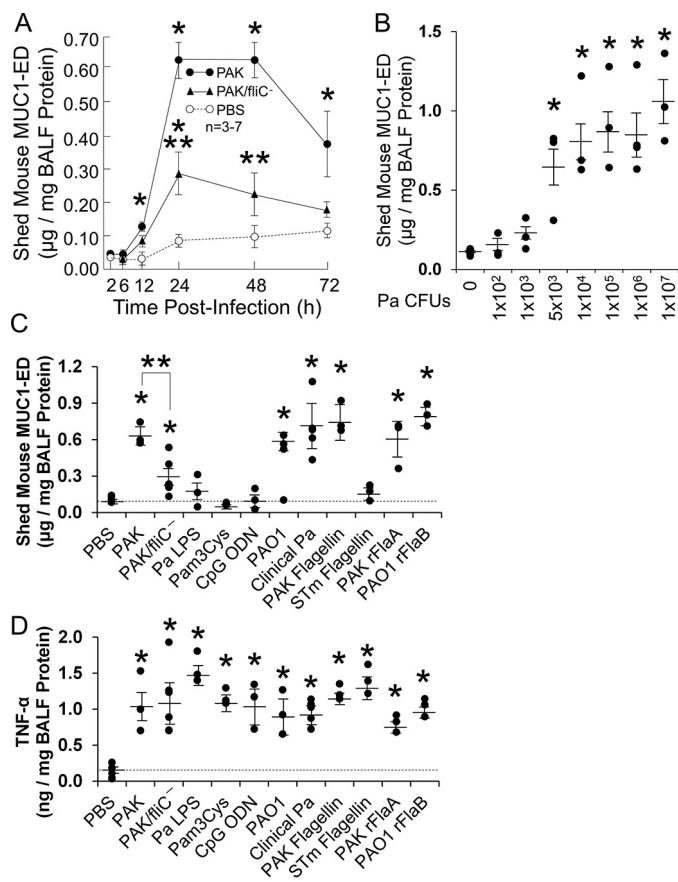 A
Shed Mouse MUC1-ED
(µg / mg BALF Protein)
0.70
0.60
0.50
0.40
0.30
0.20
0.10
0.00
*
*
*
*
*
**
**
PAK
PAK/fliC-
PBS
n=3-7
2 6 12 24 48 72
Time Post-Infection (h)
B
Shed Mouse MUC1-ED
(µg / mg BALF Protein)
1.5
1.0
0.5
0.0
* * * * *
Pa CFUs
0
1x10²
1x10³
5x10³
1x10⁴
1x10⁵
1x10⁶
1x10⁷
C
Shed Mouse MUC1-ED
(µg / mg BALF Protein)
1.2
0.9
0.6
0.3
0.0
**
* * * * * * *
PBS
PAK
PAK/fliC⁻
Pa LPS
Pam3Cys
CpG ODN
PAO1
Clinical Pa
PAK Flagellin
STm Flagellin
PAK rFlaA
PAO1 rFlaB
D
TNF-α
(ng / mg BALF Protein)
2.0
1.5
1.0
0.5
0.0
* * * * * * * * * * *
PBS
PAK
PAK/fliC⁻
Pa LPS
Pam3Cys
CpG ODN
PAO1
Clinical Pa
PAK Flagellin
STm Flagellin
PAK rFlaA
PAO1 rFlaB